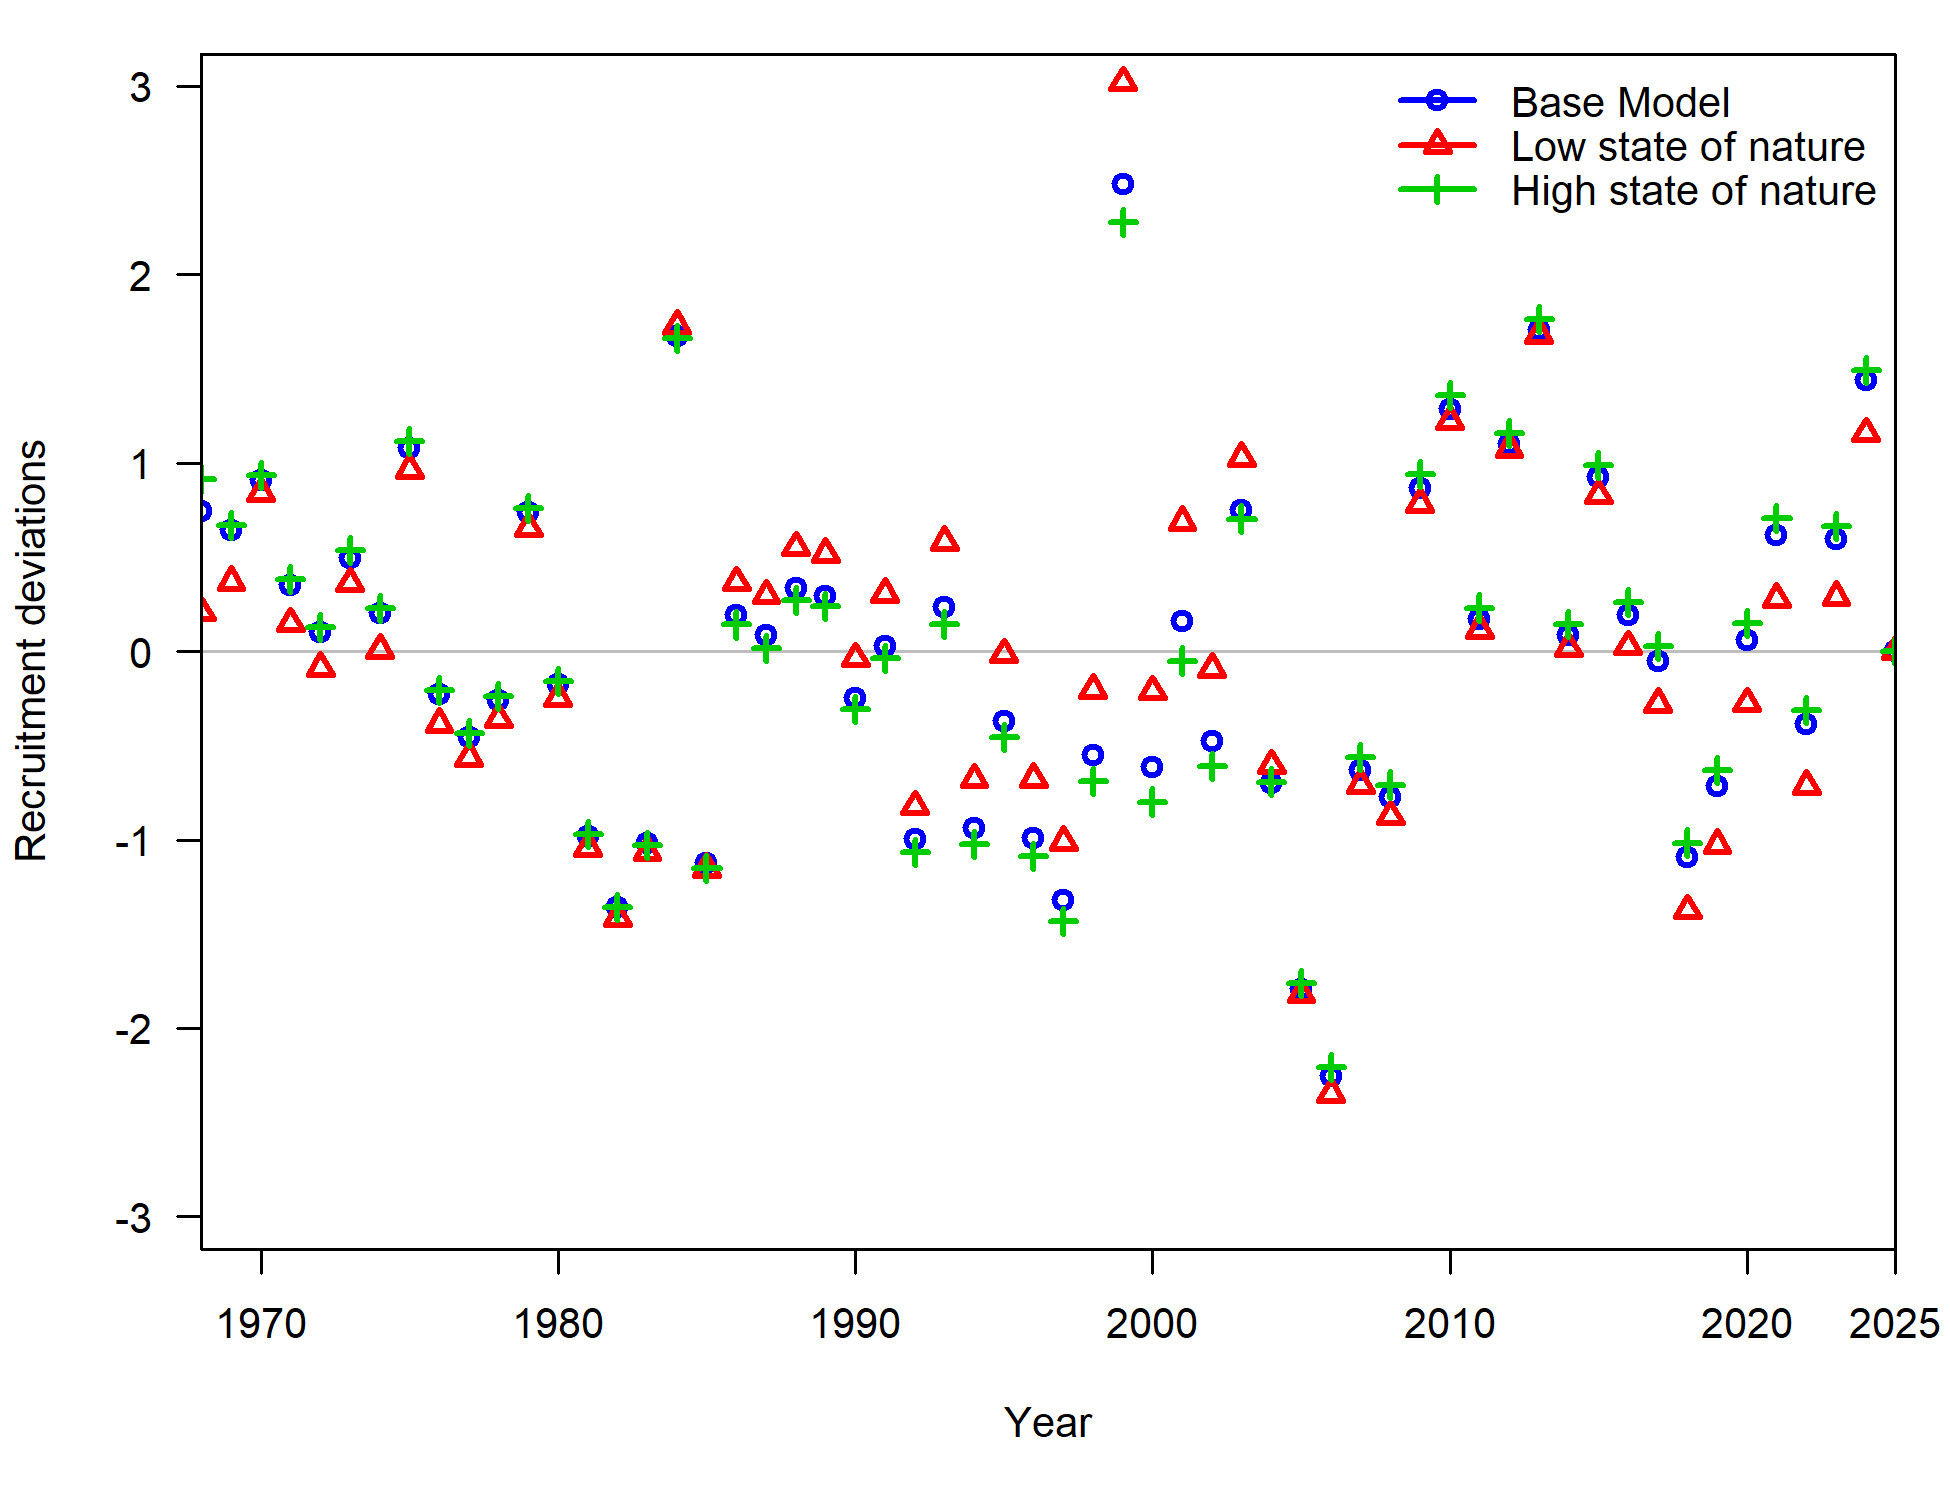 Base Model
Low state of nature
High state of nature
3
2
1
0
-1
-2
-3
Recruitment deviations
1970 1980 1990 2000 2010 2020 2025
Year